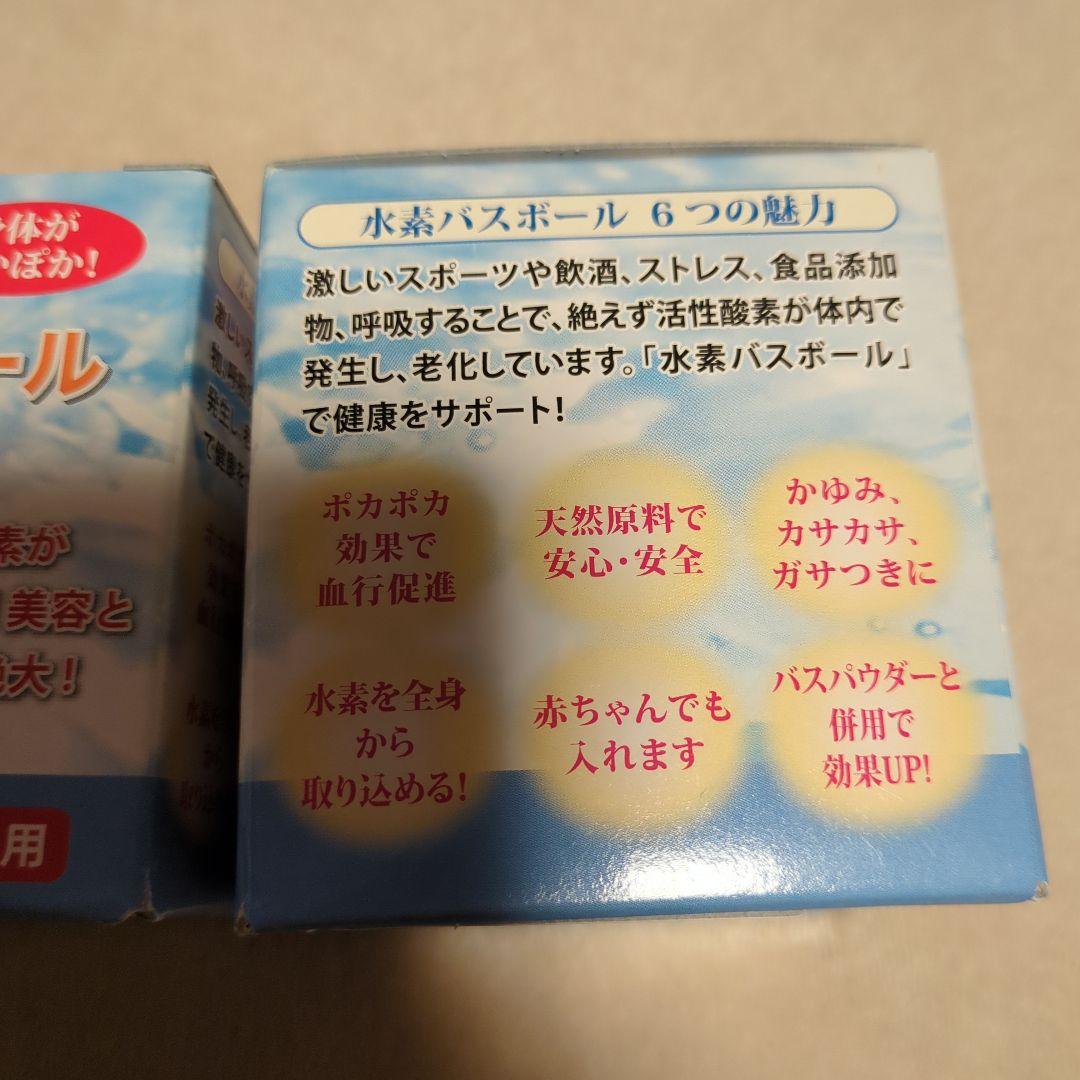 体が
ぽか!
ール
素が
美容と
大!
用
水素バスボール 6つの魅力
激しいスポーツや飲酒、ストレス、食品添加
物、呼吸することで、絶えず活性酸素が体内で
発生し、老化しています。「水素バスボール」
で健康をサポート!
ポカポカ
効果で
血行促進
天然原料で
安心・安全
かゆみ、
カサカサ、
ガサつきに
水素を全身
から
取り込める!
赤ちゃんでも
入れます
バスパウダーと
併用で
効果UP!